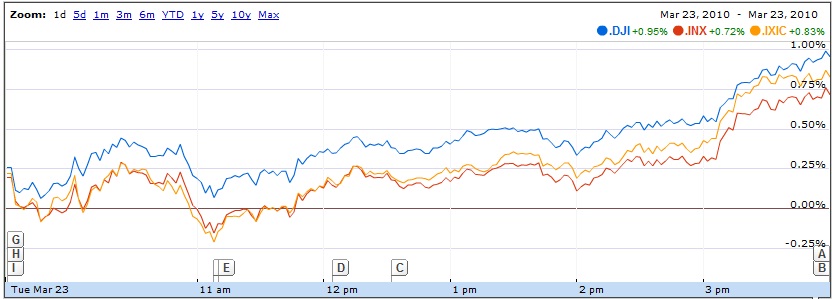 Zoom: 1d 5d 1m 3m 6m YTD 1y 5y 10y Max Mar 23, 2010 - Mar 23, 2010
.DJI +0.95% .INX +0.72% .IXIC +0.83%
1.00%
0.75%
0.50%
0.25%
0.00%
-0.25%
G
H A
I E D C B
Tue Mar 23 11 am 12 pm 1 pm 2 pm 3 pm